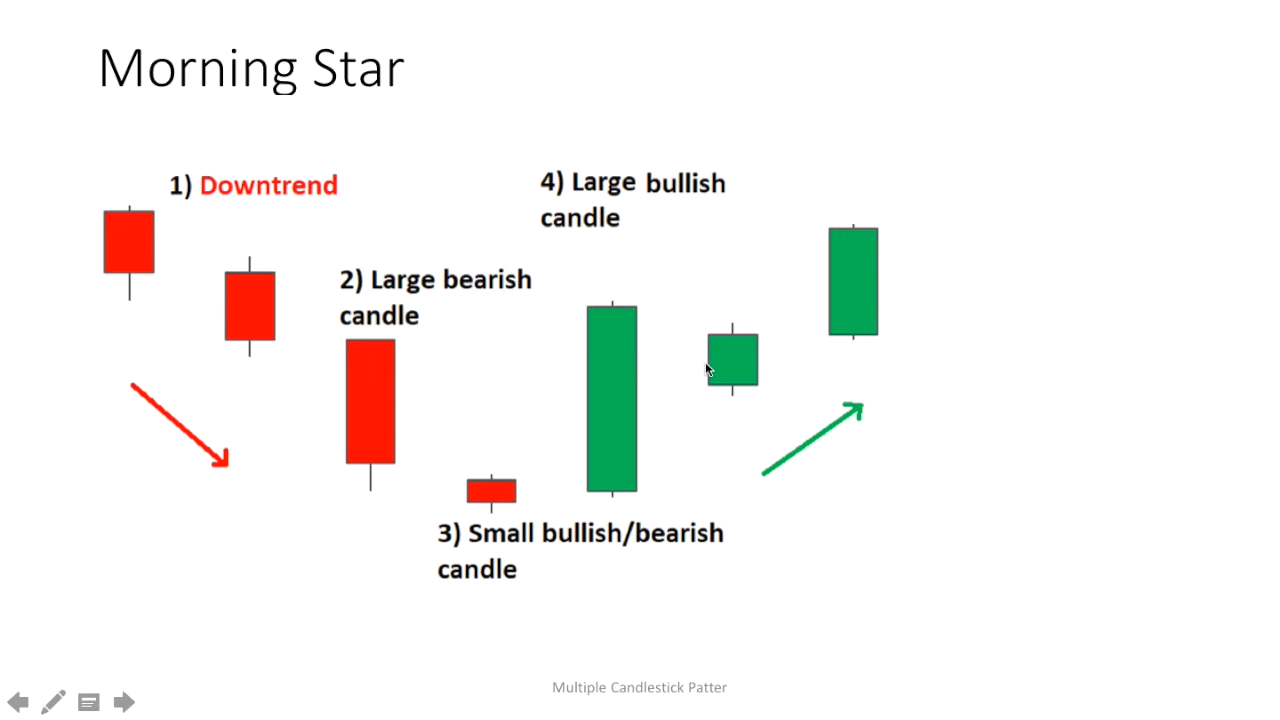 Morning Star
1) Downtrend
2) Large bearish
candle
3) Small bullish/bearish
candle
4) Large bullish
candle
Multiple Candlestick Patter